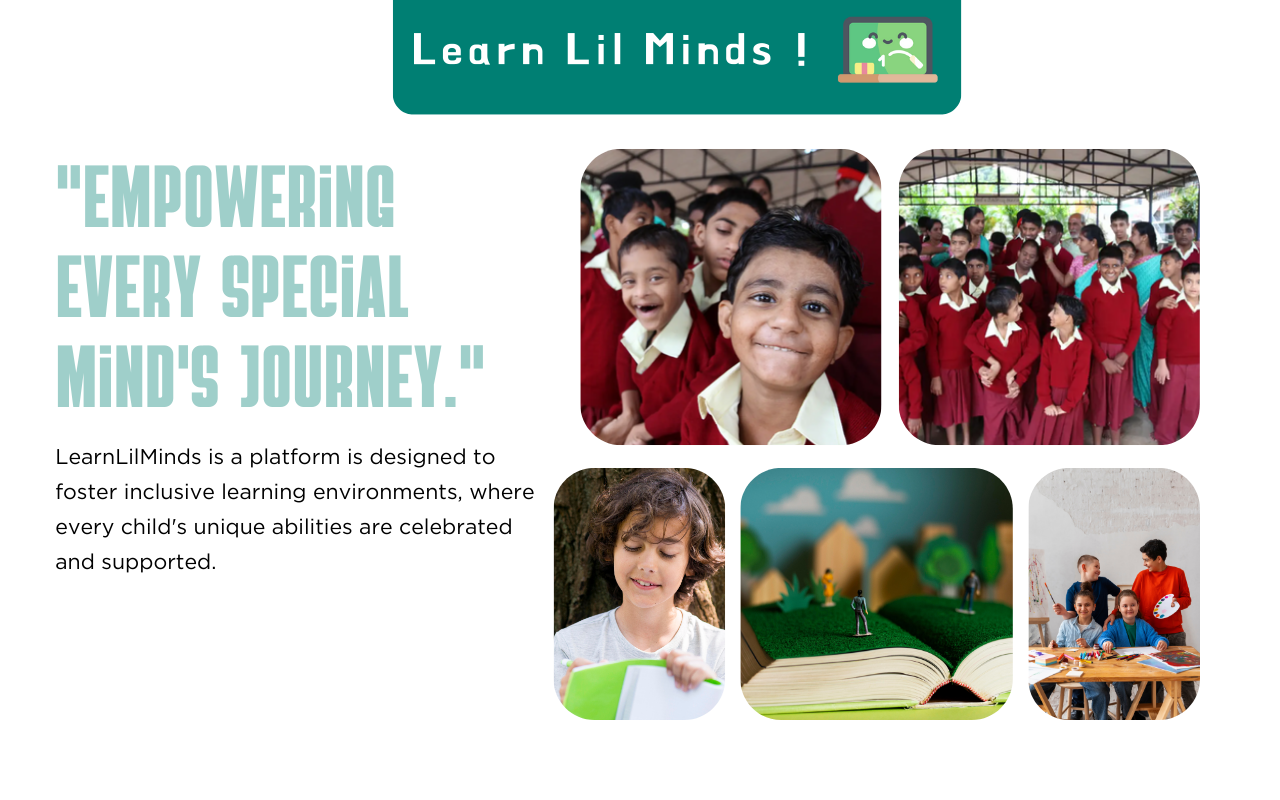 Learn Lil Minds !
"EMPOWERiNG
EVERY SPECiAL
MiND'S JOURNEY."
LearnLilMinds is a platform is designed to
foster inclusive learning environments, where
every child's unique abilities are celebrated
and supported.